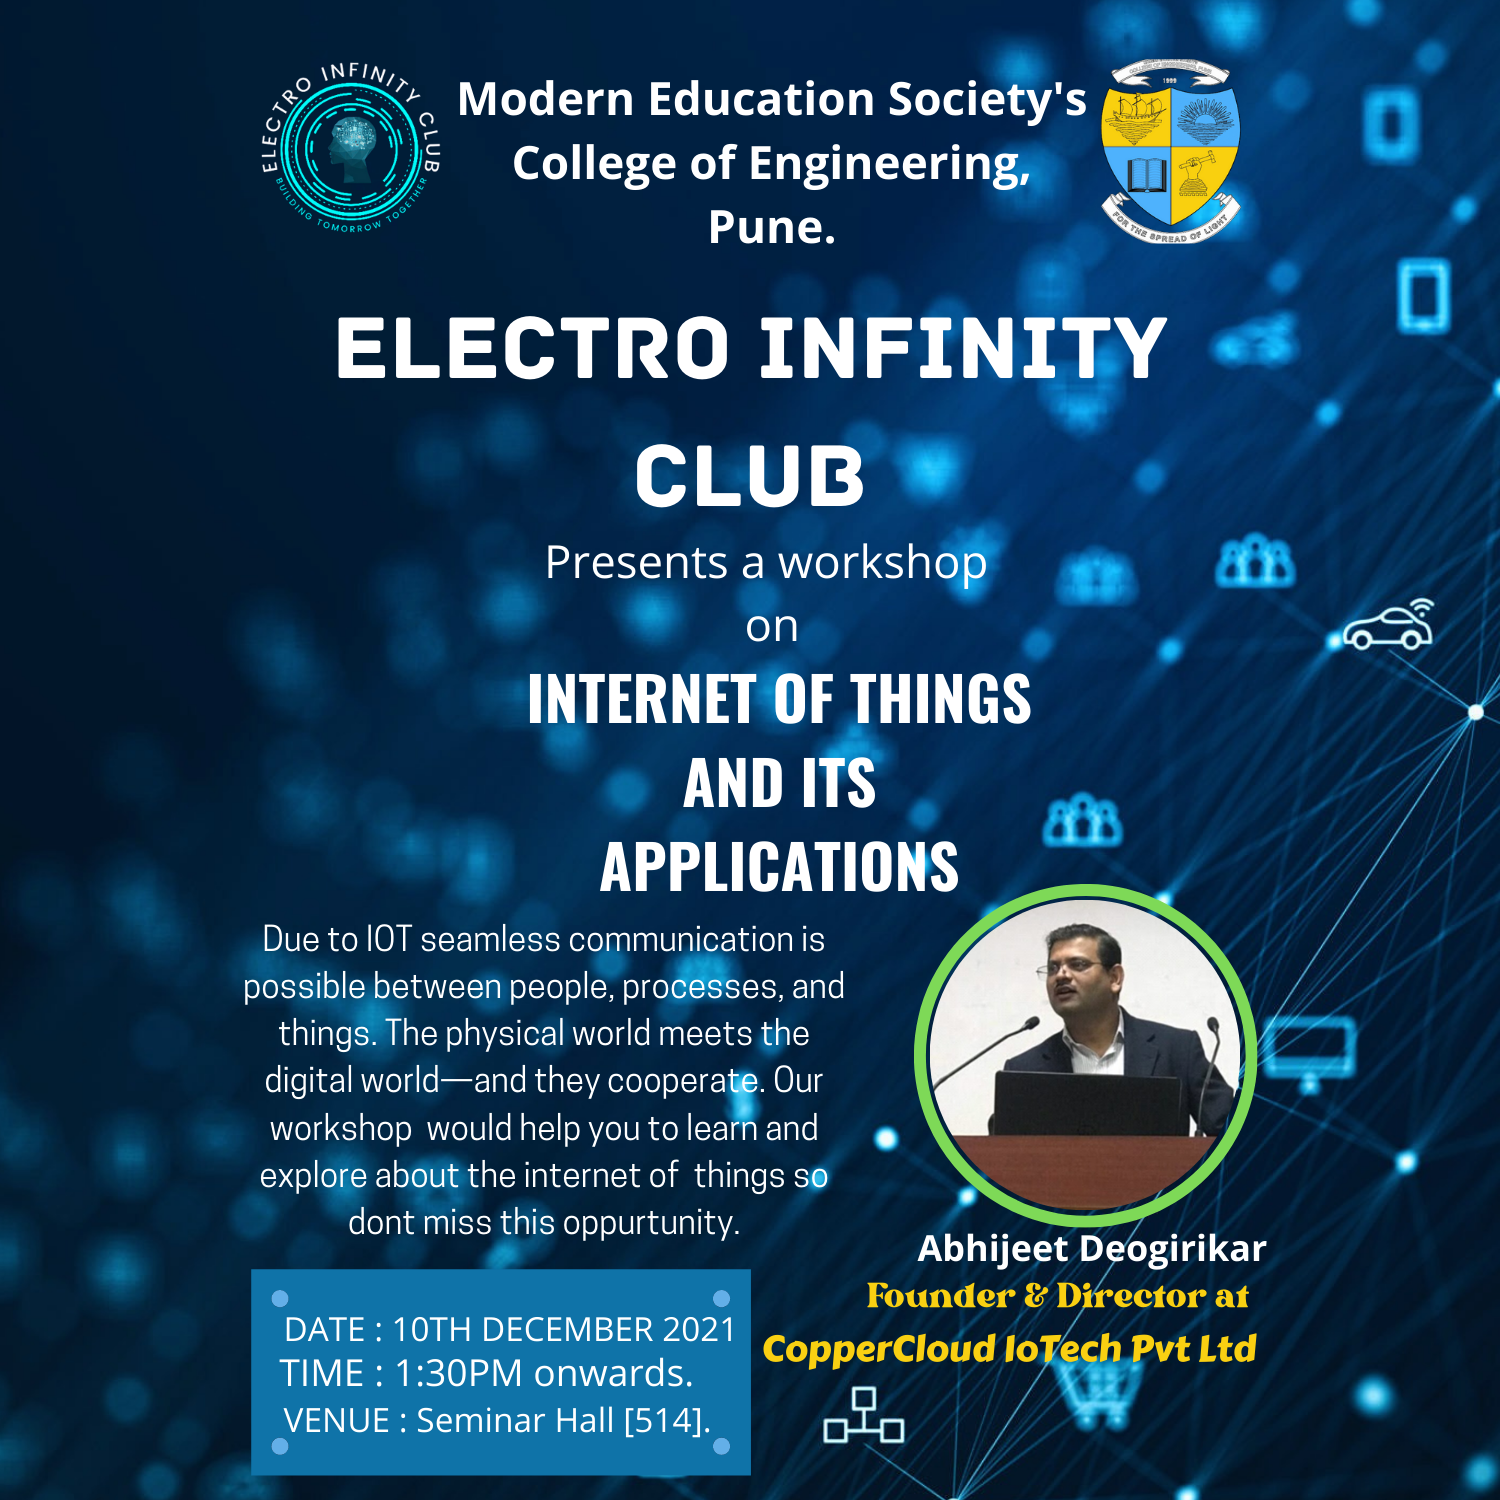 ELECTRO INFINITY CLUB
BUILDING TOMORROW TOGETHER
Modern Education Society's
College of Engineering,
Pune.
1999
FOR THE SPREAD OF LIGHT
ELECTRO INFINITY
CLUB
Presents a workshop
on
INTERNET OF THINGS
AND ITS
APPLICATIONS
Due to IOT seamless communication is
possible between people, processes, and
things. The physical world meets the
digital world—and they cooperate. Our
workshop  would help you to learn and
explore about the internet of  things so
dont miss this oppurtunity.
Abhijeet Deogirikar
Founder & Director at
CopperCloud IoTech Pvt Ltd
DATE : 10TH DECEMBER 2021
TIME : 1:30PM onwards.
VENUE : Seminar Hall [514].